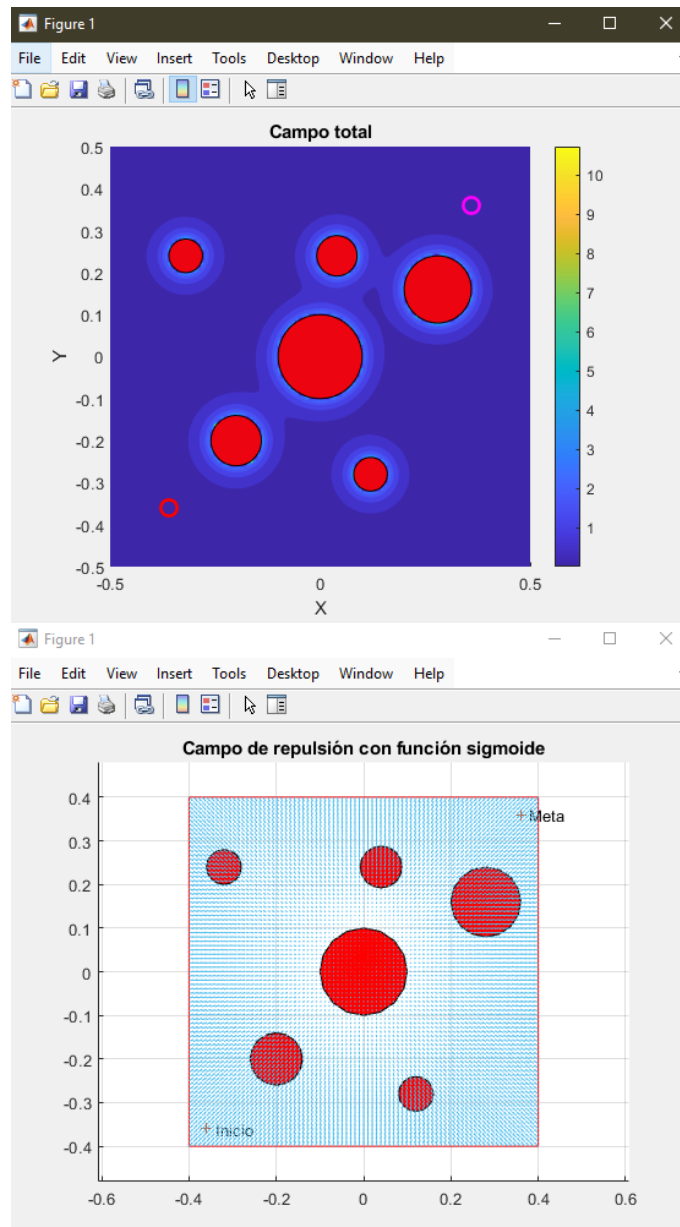 Figure 1
File Edit View Insert Tools Desktop Window Help
Campo total
0.5
0.4
0.3
0.2
0.1
0
-0.1
-0.2
-0.3
-0.4
-0.5
Y
-0.5 0 0.5
X
10
9
8
7
6
5
4
3
2
1
Figure 1
File Edit View Insert Tools Desktop Window Help
Campo de repulsión con función sigmoide
0.4
0.3
0.2
0.1
0
-0.1
-0.2
-0.3
-0.4
Meta
Inicio
-0.6 -0.4 -0.2 0 0.2 0.4 0.6